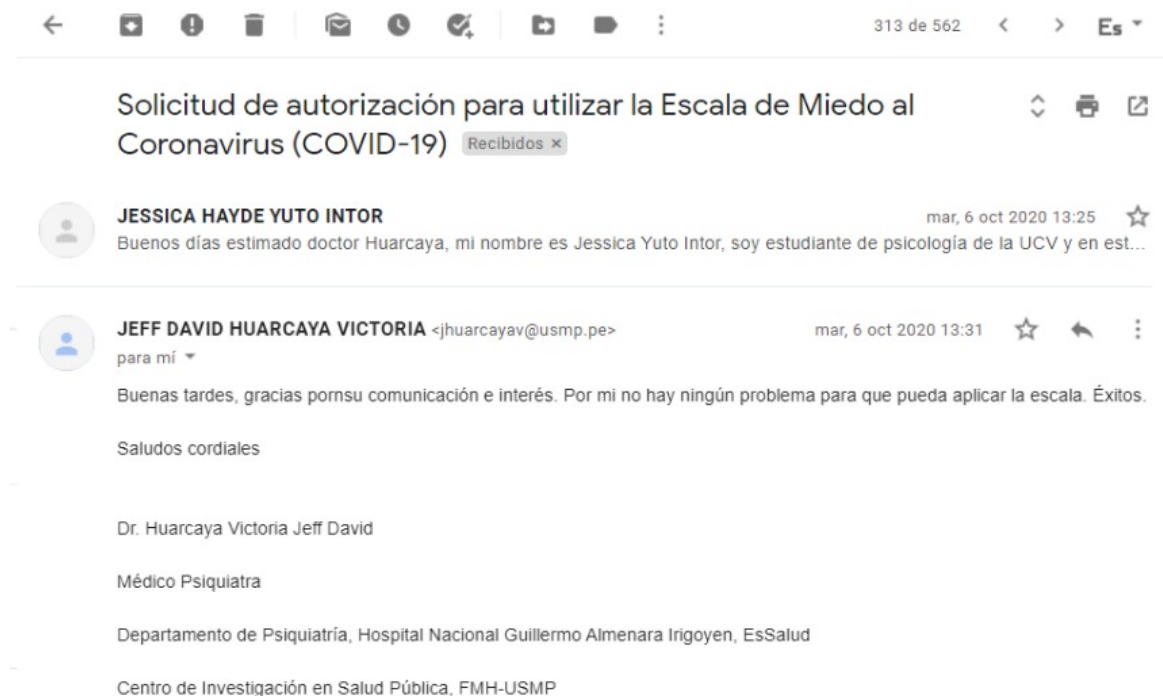 313 de 562
Es
Solicitud de autorización para utilizar la Escala de Miedo al
Coronavirus (COVID-19) Recibidos ×
JESSICA HAYDE YUTO INTOR
mar, 6 oct 2020 13:25
Buenos días estimado doctor Huarcaya, mi nombre es Jessica Yuto Intor, soy estudiante de psicología de la UCV y en est...
JEFF DAVID HUARCAYA VICTORIA <jhuarcayav@usmp.pe>
mar, 6 oct 2020 13:31
para mí
Buenas tardes, gracias pornsu comunicación e interés. Por mi no hay ningún problema para que pueda aplicar la escala. Éxitos.
Saludos cordiales
Dr. Huarcaya Victoria Jeff David
Médico Psiquiatra
Departamento de Psiquiatría, Hospital Nacional Guillermo Almenara Irigoyen, EsSalud
Centro de Investigación en Salud Pública, FMH-USMP